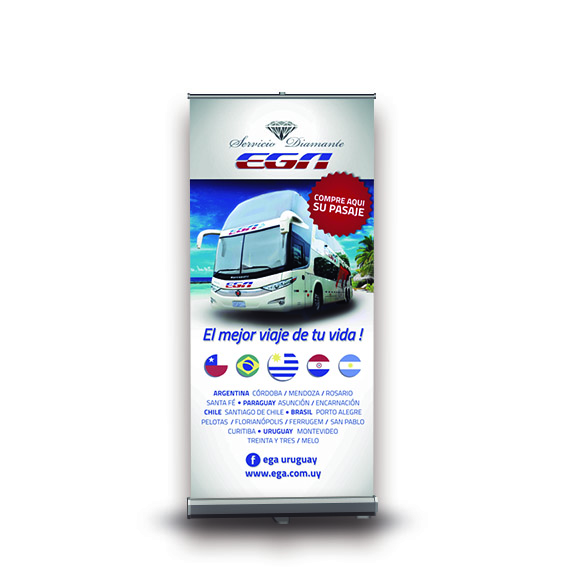 Servicio Diamante
EGA
COMPRE AQUI
SU PASAJE
EGA
EGA
El mejor viaje de tu vida !
ARGENTINA CÓRDOBA / MENDOZA / ROSARIO
SANTA FÉ • PARAGUAY ASUNCIÓN / ENCARNACIÓN
CHILE SANTIAGO DE CHILE • BRASIL PORTO ALEGRE
PELOTAS / FLORIANÓPOLIS / FERRUGEM / SAN PABLO
CURITIBA • URUGUAY MONTEVIDEO
TREINTA Y TRES / MELO
f ega uruguay
www.ega.com.uy